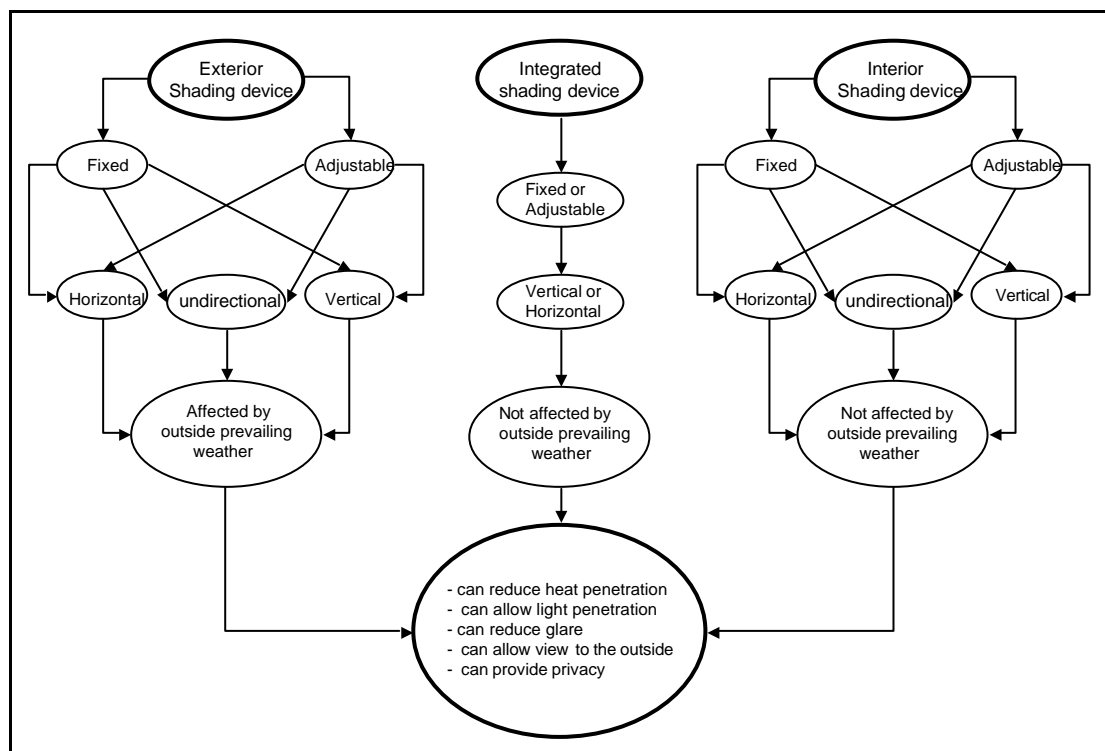 Exterior
Shading device
Integrated
shading device
Interior
Shading device
Fixed
Adjustable
Fixed or
Adjustable
Fixed
Adjustable
Horizontal
undirectional
Vertical
Vertical or
Horizontal
Horizontal
undirectional
Vertical
Affected by
outside prevailing
weather
Not affected by
outside prevailing
weather
Not affected by
outside prevailing
weather
- can reduce heat penetration
- can allow light penetration
- can reduce glare
- can allow view to the outside
- can provide privacy